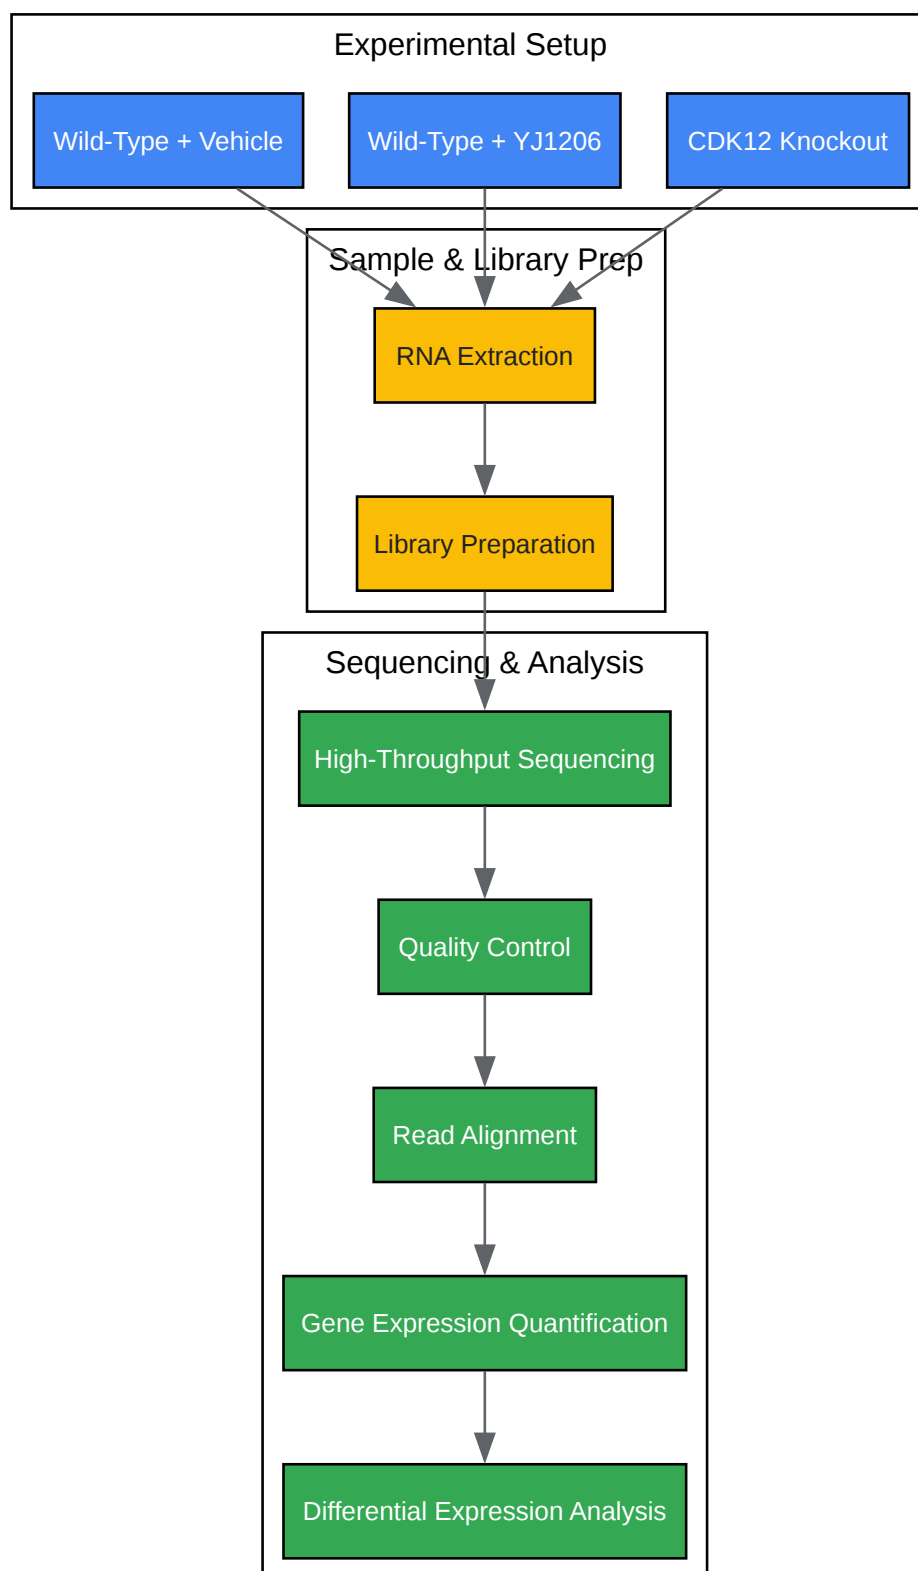 Experimental Setup
Wild-Type + Vehicle
Wild-Type + YJ1206
CDK12 Knockout
Sample & Library Prep
RNA Extraction
Library Preparation
Sequencing & Analysis
High-Throughput Sequencing
Quality Control
Read Alignment
Gene Expression Quantification
Differential Expression Analysis